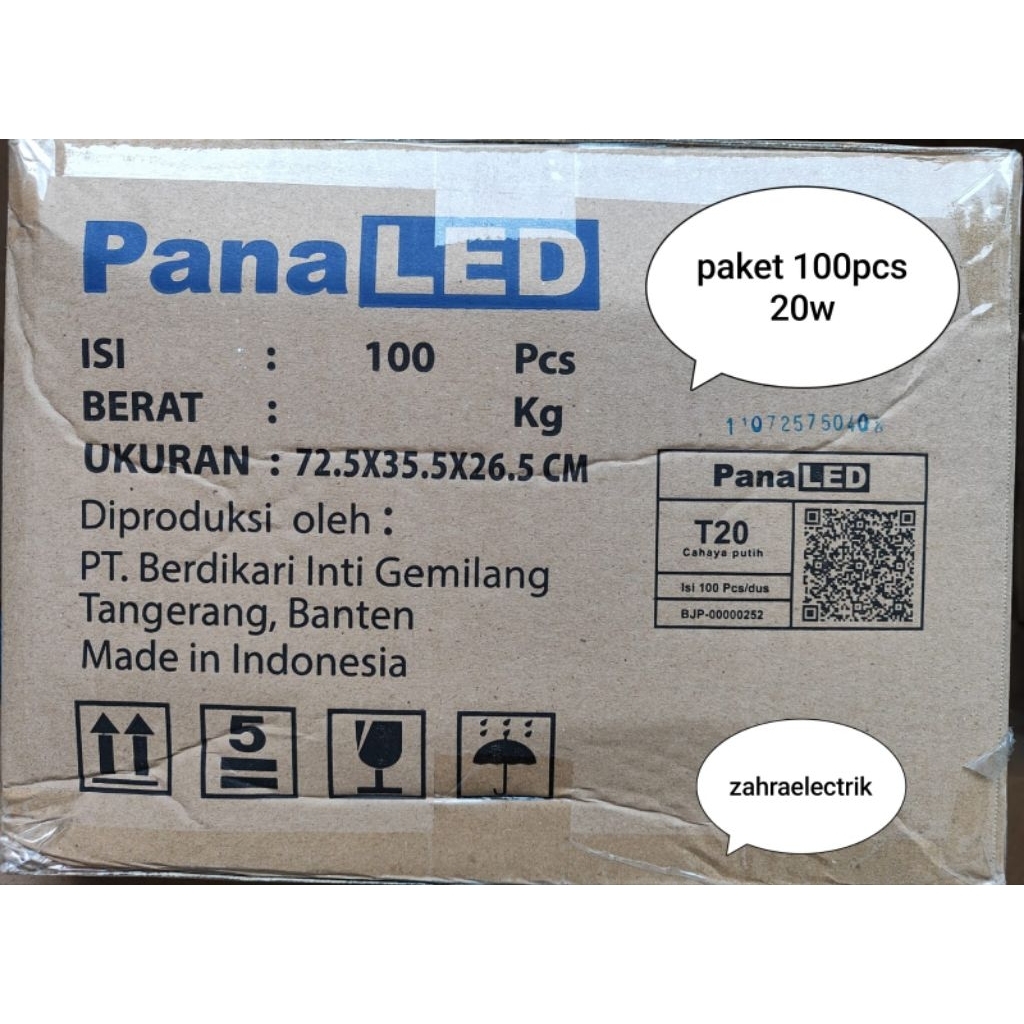 PanaLED
paket 100pcs
20w
ISI : 100 Pcs
BERAT : Kg
UKURAN : 72.5X35.5X26.5 CM
Diproduksi oleh :
PT. Berdikari Inti Gemilang
Tangerang, Banten
Made in Indonesia
PanaLED
T20
Cahaya putih
Isi 100 Pcs/dus
BJP-00000252
5
zahraelectrik